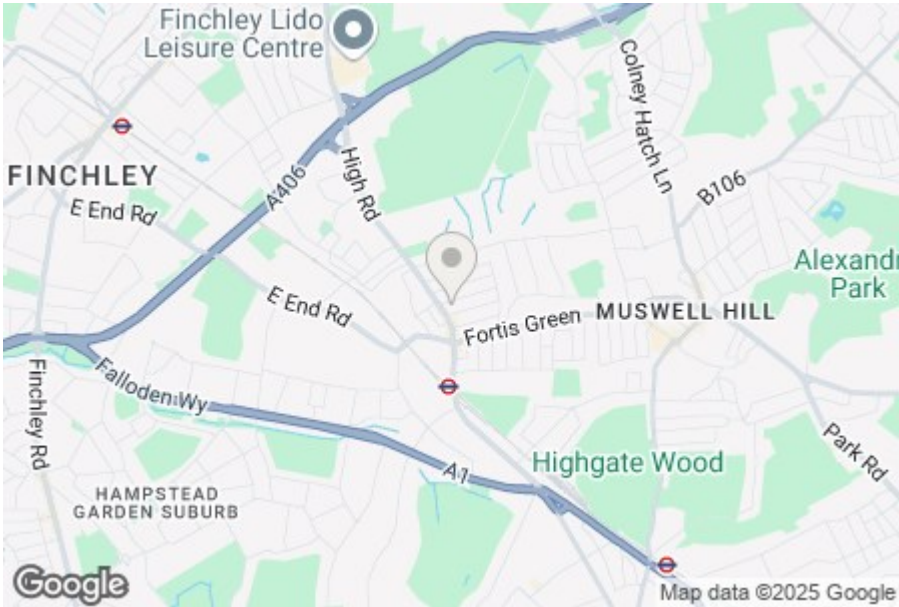 Finchley Lido
Leisure Centre
Colney Hatch Ln
FINCHLEY
High Rd
A406
B106
E End Rd
Alexandr
Park
E End Rd
Fortis Green
MUSWELL HILL
Finchley Rd
Falloden Wy
Park Rd
A1
Highgate Wood
HAMPSTEAD
GARDEN SUBURB
Google
Map data ©2025 Google